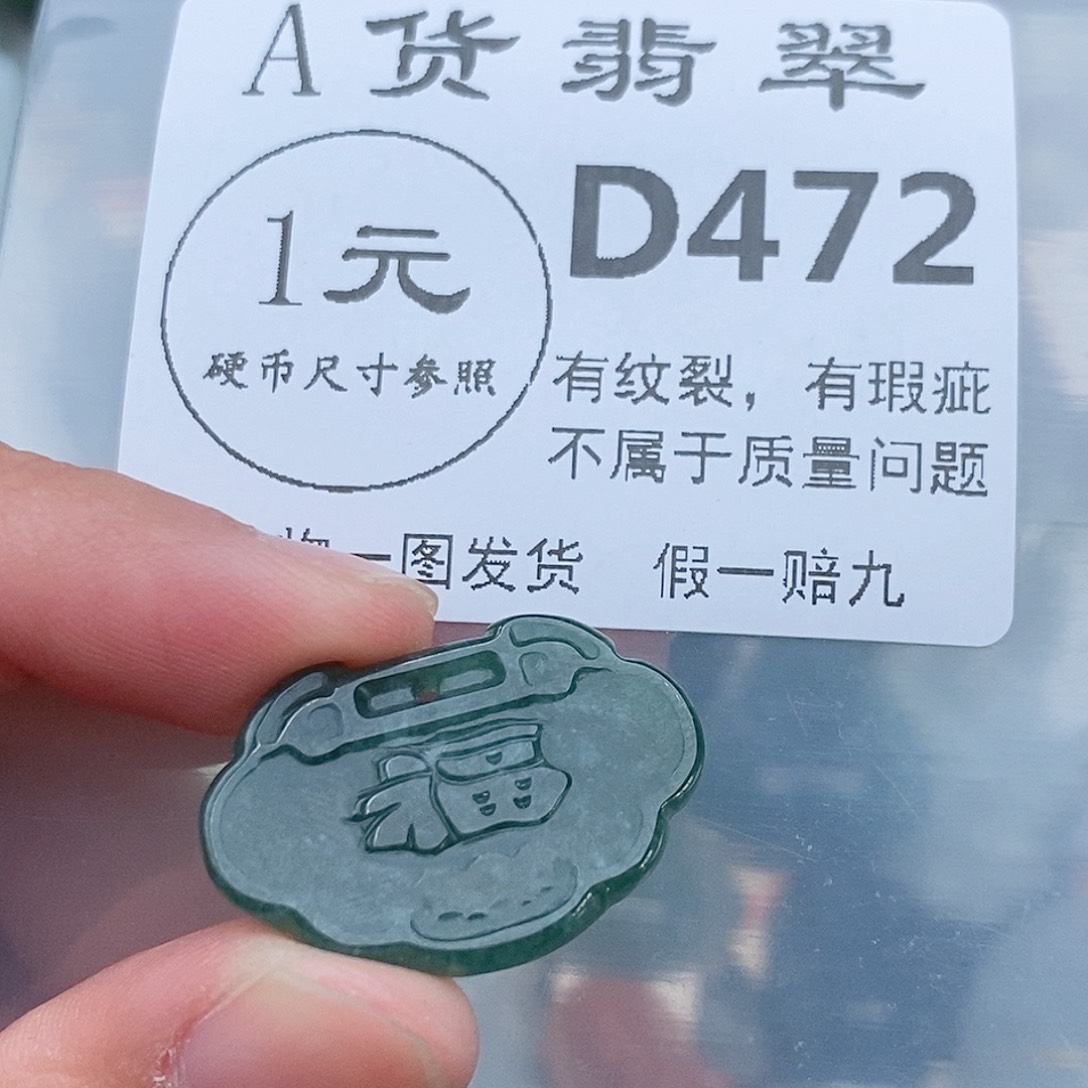 A货翡翠
1元
硬币尺寸参照
D472
有纹裂，有瑕疵
不属于质量问题
一图发货 假一赔九
福